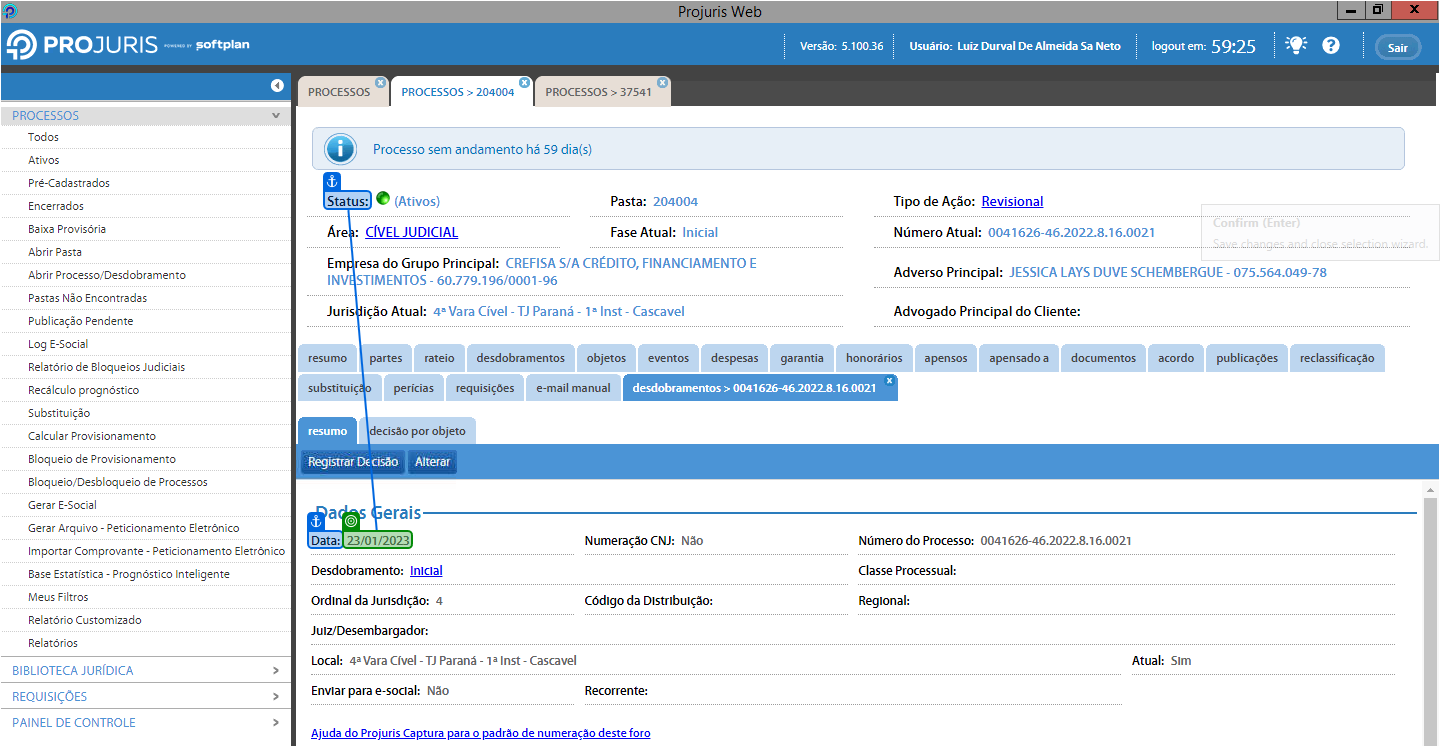 Projuris Web
PROJURIS POWERED BY softplan
Versão: 5.100.36
Usuário: Luiz Durval De Almeida Sa Neto
logout em: 59:25
Sair
PROCESSOS
PROCESSOS > 204004
PROCESSOS > 37541
PROCESSOS
Todos
Ativos
Pré-Cadastrados
Encerrados
Baixa Provisória
Abrir Pasta
Abrir Processo/Desdobramento
Pastas Não Encontradas
Publicação Pendente
Log E-Social
Relatório de Bloqueios Judiciais
Recálculo prognóstico
Substituição
Calcular Provisionamento
Bloqueio de Provisionamento
Bloqueio/Desbloqueio de Processos
Gerar E-Social
Gerar Arquivo - Peticionamento Eletrônico
Importar Comprovante - Peticionamento Eletrônico
Base Estatística - Prognóstico Inteligente
Meus Filtros
Relatório Customizado
Relatórios
BIBLIOTECA JURÍDICA
REQUISIÇÕES
PAINEL DE CONTROLE
Processo sem andamento há 59 dia(s)
Status: (Ativos)
Pasta: 204004
Tipo de Ação: Revisional
Confirm (Enter)
Save changes and close selection wizard.
Área: CÍVEL JUDICIAL
Fase Atual: Inicial
Número Atual: 0041626-46.2022.8.16.0021
Empresa do Grupo Principal: CREFISA S/A CRÉDITO, FINANCIAMENTO E
INVESTIMENTOS - 60.779.196/0001-96
Adverso Principal: JESSICA LAYS DUVE SCHEMBERGUE - 075.564.049-78
Jurisdição Atual: 4ª Vara Cível - TJ Paraná - 1ª Inst - Cascavel
Advogado Principal do Cliente:
resumo partes rateio desdobramentos objetos eventos despesas garantia honorários apensos apensado a documentos acordo publicações reclassificação
substituição perícias requisições e-mail manual desdobramentos > 0041626-46.2022.8.16.0021
resumo decisão por objeto
Registrar Decisão Alterar
Dados Gerais
Data: 23/01/2023
Numeração CNJ: Não
Número do Processo: 0041626-46.2022.8.16.0021
Desdobramento: Inicial
Classe Processual:
Ordinal da Jurisdição: 4
Código da Distribuição:
Regional:
Juiz/Desembargador:
Local: 4ª Vara Cível - TJ Paraná - 1ª Inst - Cascavel
Atual: Sim
Enviar para e-social: Não
Recorrente:
Ajuda do Projuris Captura para o padrão de numeração deste foro